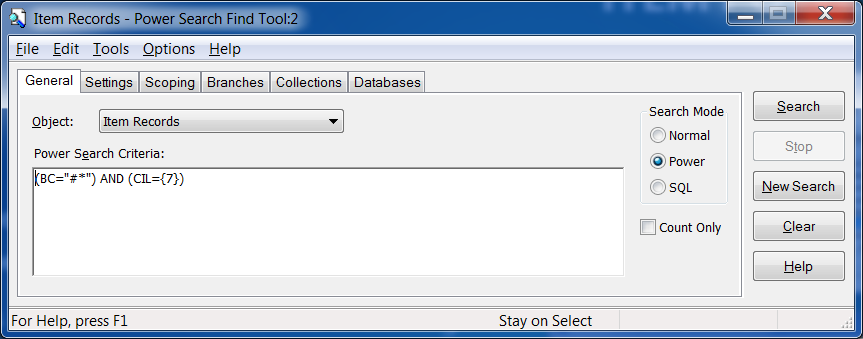 Item Records - Power Search Find Tool:2
File Edit Tools Options Help
General Settings Scoping Branches Collections Databases
Object: Item Records
Power Search Criteria:
(BC="#*") AND (CIL={7})
Search Mode
Normal
Power
SQL
Count Only
Search
Stop
New Search
Clear
Help
For Help, press F1 Stay on Select